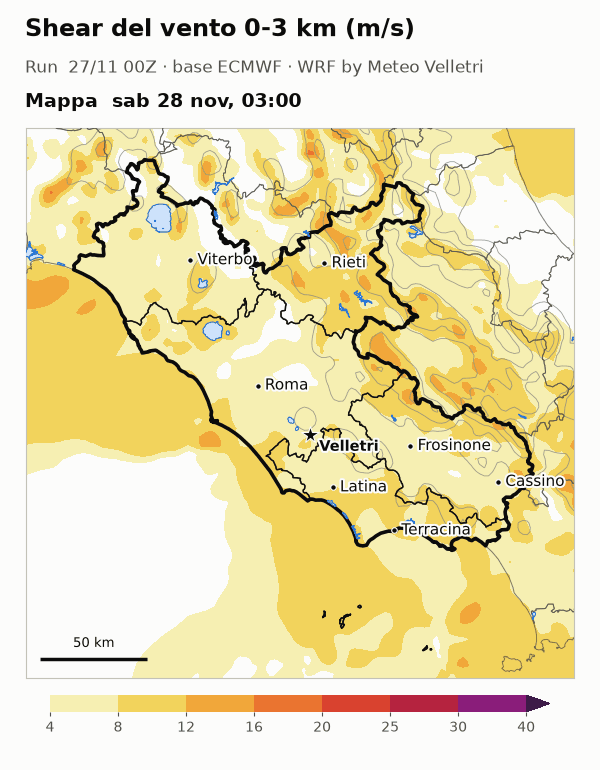 Shear del vento 0-3 km (m/s)
Run  27/11 00Z · base ECMWF · WRF by Meteo Velletri
Mappa  sab 28 nov, 03:00
Viterbo
Rieti
Roma
Velletri
Frosinone
Cassino
Latina
Terracina
50 km
4 8 12 16 20 25 30 40